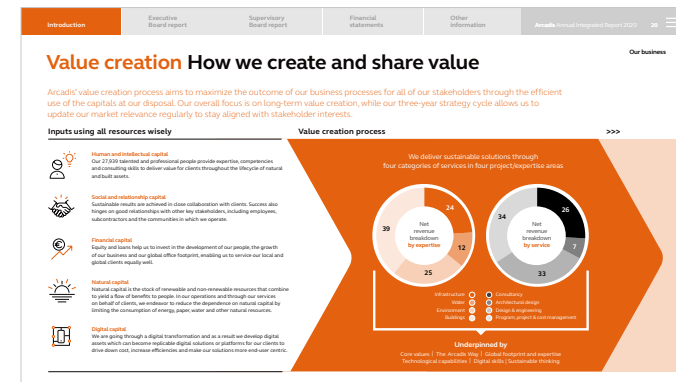 Introduction
Executive
Board report
Supervisory
Board report
Financial
statements
Other
information
Arcadis Annual Integrated Report 2020 20
Our business
Value creation How we create and share value
Arcadis' value creation process aims to maximize the outcome of our business processes for all of our stakeholders through the efficient
use of the capitals at our disposal. Our overall focus is on long-term value creation, while our three-year strategy cycle allows us to
update our market relevance regularly to stay aligned with stakeholder interests.
Inputs using all resources wisely
Value creation process
>>>
Human and intellectual capital
Our 27,939 talented and professional people provide expertise, competencies
and consulting skills to deliver value for clients throughout the lifecycle of natural
and built assets.
Social and relationship capital
Sustainable results are achieved in close collaboration with clients. Success also
hinges on good relationships with other key stakeholders, including employees,
subcontractors and the communities in which we operate.
Financial capital
Equity and loans help us to invest in the development of our people, the growth
of our business and our global office footprint, enabling us to service our local and
global clients equally well.
Natural capital
Natural capital is the stock of renewable and non-renewable resources that combine
to yield a flow of benefits to people. In our operations and through our services
on behalf of clients, we endeavor to reduce the dependence on natural capital by
limiting the consumption of energy, paper, water and other natural resources.
Digital capital
We are going through a digital transformation and as a result we develop digital
assets which can become replicable digital solutions or platforms for our clients to
drive down cost, increase efficiencies and make our solutions more end-user centric.
We deliver sustainable solutions through
four categories of services in four project/expertise areas
24
12
25
39
Net
revenue
breakdown
by expertise
26
7
33
34
Net
revenue
breakdown
by service
Infrastructure
Water
Environment
Buildings
Consultancy
Architectural design
Design & engineering
Program, project & cost management
Underpinned by
Core values | The Arcadis Way | Global footprint and expertise
Technological capabilities | Digital skills | Sustainable thinking